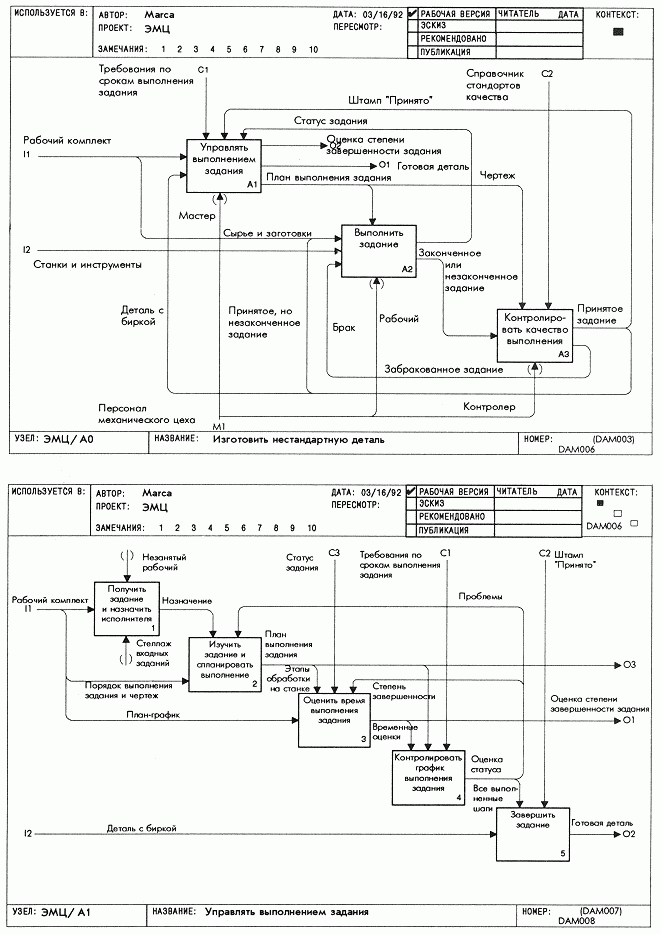 ИСПОЛЬЗУЕТСЯ В:
АВТОР: Marca
ДАТА: 03/16/92
РАБОЧАЯ ВЕРСИЯ
ЧИТАТЕЛЬ ДАТА
КОНТЕКСТ:
ПРОЕКТ: ЭМЦ
ПЕРЕСМОТР:
ЭСКИЗ
РЕКОМЕНДОВАНО
ЗАМЕЧАНИЯ: 1 2 3 4 5 6 7 8 9 10
ПУБЛИКАЦИЯ
Требования по
срокам выполнения
задания
C1
Справочник
стандартов
качества
C2
Штамп "Принято"
Статус задания
Рабочий комплект
I1
Управлять
выполнением
задания
A1
Оценка степени
завершенности задания
O2
O1 Готовая деталь
План выполнения задания
Чертеж
Мастер
Сырье и заготовки
Выполнить
задание
A2
I2
Станки и инструменты
Законченное
или
незаконченное
задание
Деталь с
биркой
Принятое, но
незаконченное
задание
Брак
Рабочий
Контролиро-
вать качество
выполнения
A3
Принятое
задание
Забракованное задание
Контролер
Персонал
механического цеха
M1
УЗЕЛ: ЭМЦ/A0
НАЗВАНИЕ: Изготовить нестандартную деталь
НОМЕР: (DAM003)
DAM006
ИСПОЛЬЗУЕТСЯ В:
АВТОР: Marca
ДАТА: 03/16/92
РАБОЧАЯ ВЕРСИЯ
ЧИТАТЕЛЬ ДАТА
КОНТЕКСТ:
ПРОЕКТ: ЭМЦ
ПЕРЕСМОТР:
ЭСКИЗ
РЕКОМЕНДОВАНО
ЗАМЕЧАНИЯ: 1 2 3 4 5 6 7 8 9 10
ПУБЛИКАЦИЯ
DAM006
Незанятый
рабочий
Статус
задания
C3
Требования по
срокам выполнения
задания
C1
C2 Штамп
"Принято"
Рабочий комплект
I1
Получить
задание
и назначить
исполнителя
1
Назначение
Проблемы
Стеллаж
входных
заданий
Изучить
задание и
спланировать
выполнение
2
План
выполнения
задания
O3
Порядок выполнения
задания и чертеж
Этапы
обработки
на станке
Степень
завершенности
Оценка степени
завершенности задания
O1
План-график
Оценить время
выполнения
задания
3
Временные
оценки
Контролировать
график
выполнения
задания
4
Оценка
статуса
Все выпол-
ненные
шаги
Завершить
задание
5
Готовая деталь
O2
I2
Деталь с биркой
УЗЕЛ: ЭМЦ/A1
НАЗВАНИЕ: Управлять выполнением задания
НОМЕР: (DAM007)
DAM008